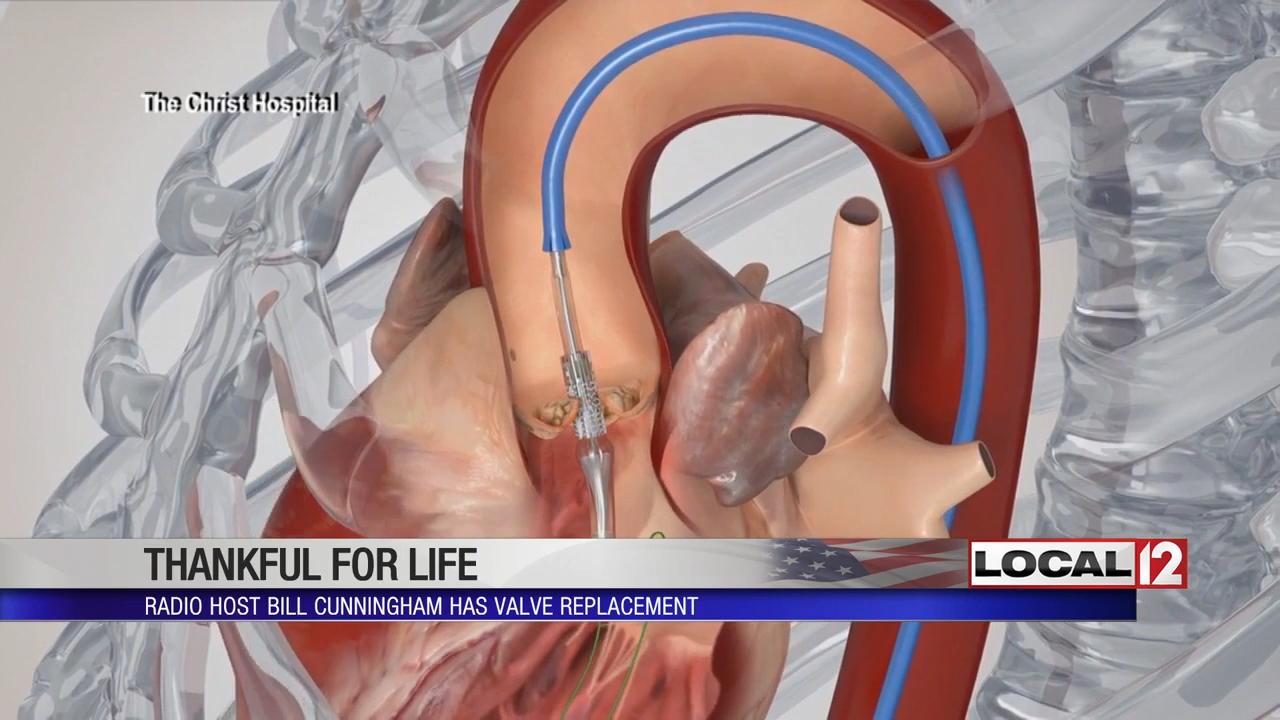 The Christ Hospital
THANKFUL FOR LIFE
LOCAL 12
RADIO HOST BILL CUNNINGHAM HAS VALVE REPLACEMENT